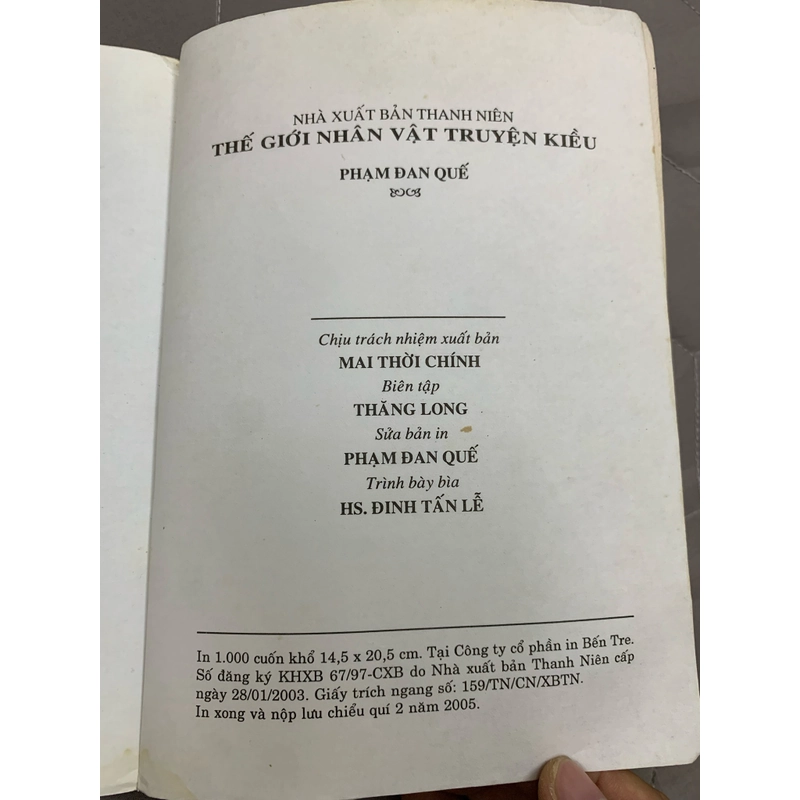 NHÀ XUẤT BẢN THANH NIÊN
THẾ GIỚI NHÂN VẬT TRUYỆN KIỀU
PHẠM ĐAN QUẾ
Chịu trách nhiệm xuất bản
MAI THỜI CHÍNH
Biên tập
THĂNG LONG
Sửa bản in
PHẠM ĐAN QUẾ
Trình bày bìa
HS. ĐINH TẤN LỄ
In 1.000 cuốn khổ 14,5 x 20,5 cm. Tại Công ty cổ phần in Bến Tre.
Số đăng ký KHXB 67/97-CXB do Nhà xuất bản Thanh Niên cấp
ngày 28/01/2003. Giấy trích ngang số: 159/TN/CN/XBTN.
In xong và nộp lưu chiểu quí 2 năm 2005.